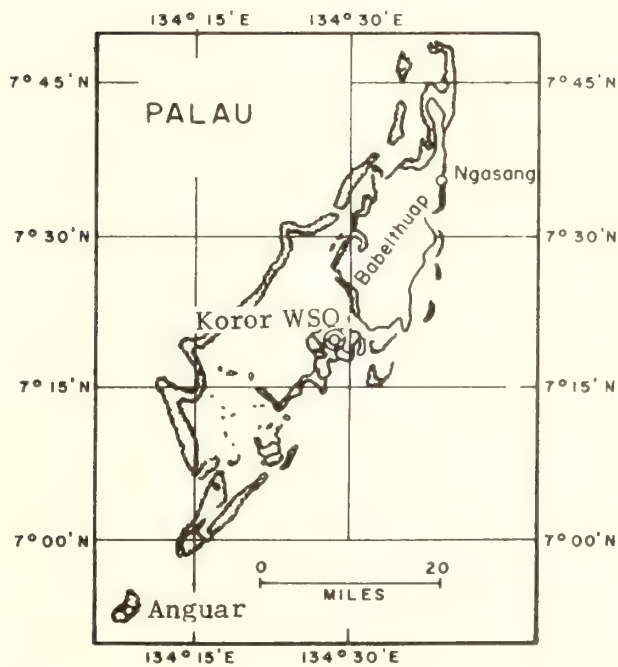 134° 15'E 134° 30'E
7° 45'N 7° 45'N
PALAU
Ngasang
Babelthuap
7° 30'N 7° 30'N
Koror WSO
7° 15'N 7° 15'N
7° 00'N 7° 00'N
0 20
MILES
Anguar
134° 15'E 134° 30'E